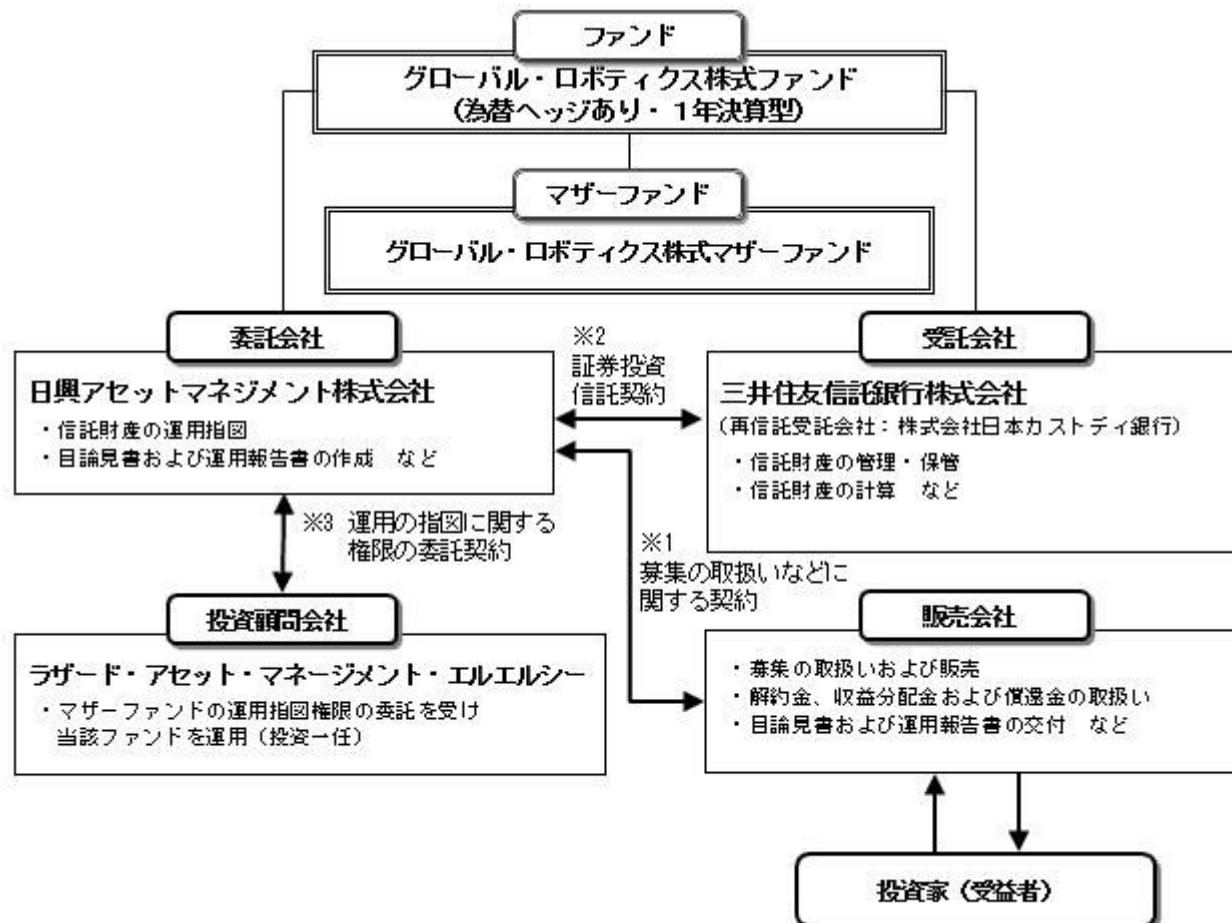 ファンド
グローバル・ロボティクス株式ファンド
(為替ヘッジあり・1年決算型)
マザーファンド
グローバル・ロボティクス株式マザーファンド
委託会社
日興アセットマネジメント株式会社
・信託財産の運用指図
・目論見書および運用報告書の作成　など
※2
証券投資
信託契約
受託会社
三井住友信託銀行株式会社
(再信託受託会社：株式会社日本カストディ銀行)
・信託財産の管理・保管
・信託財産の計算　など
※3 運用の指図に関する
権限の委託契約
※1
募集の取扱いなどに
関する契約
投資顧問会社
ラザード・アセット・マネージメント・エルエルシー
・マザーファンドの運用指図権限の委託を受け
当該ファンドを運用（投資一任）
販売会社
・募集の取扱いおよび販売
・解約金、収益分配金および償還金の取扱い
・目論見書および運用報告書の交付　など
投資家（受益者）